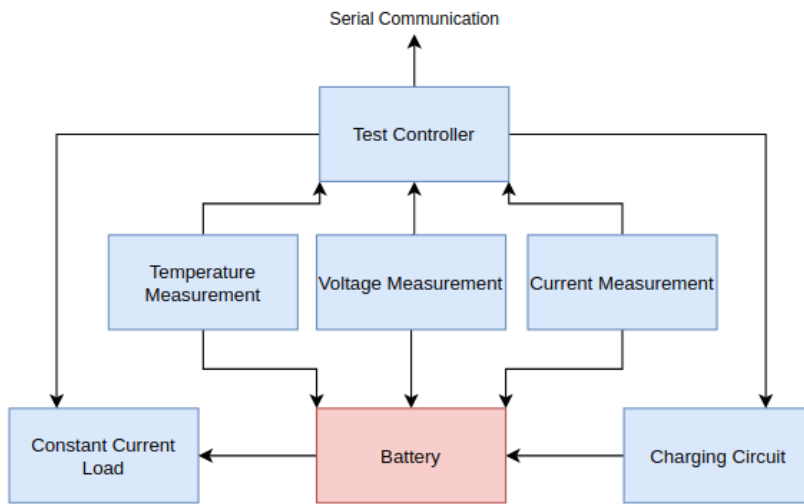 Serial Communication
Test Controller
Temperature
Measurement
Voltage Measurement
Current Measurement
Constant Current
Load
Battery
Charging Circuit